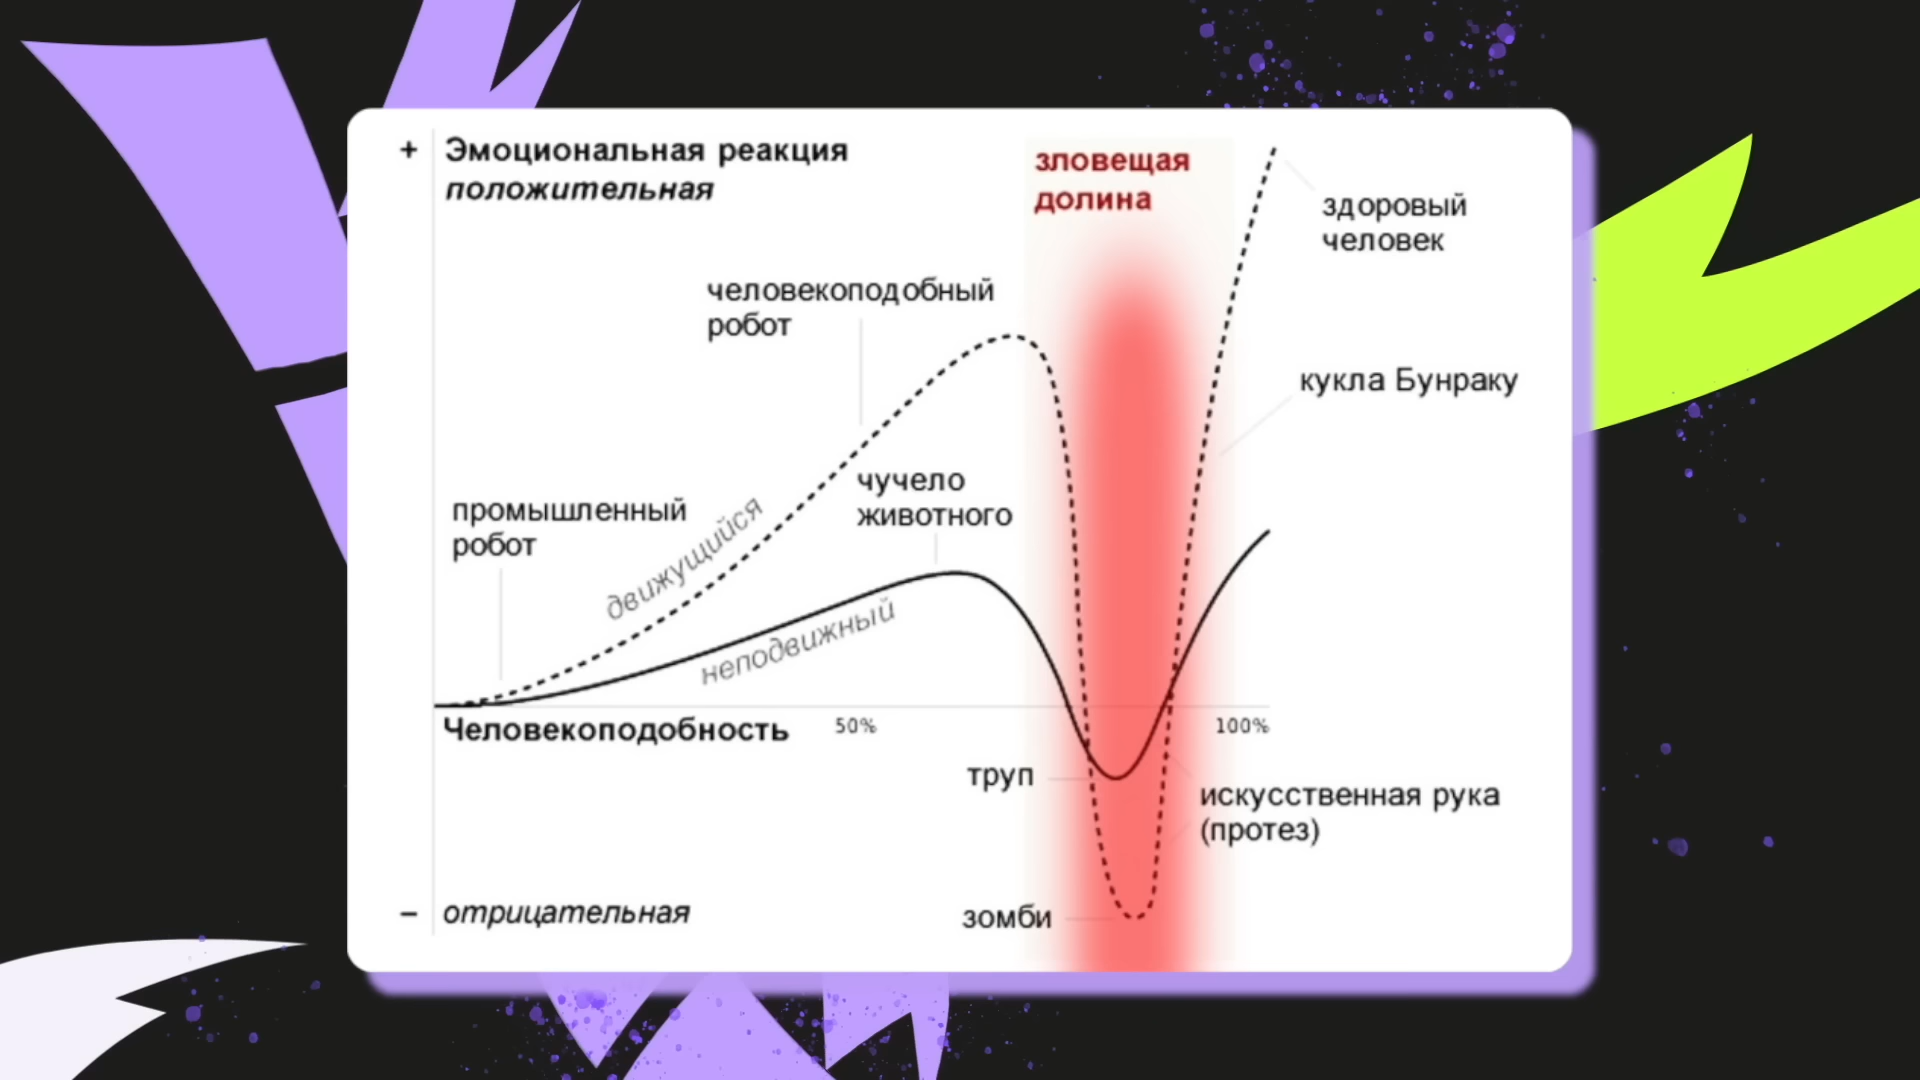 + Эмоциональная реакция
положительная
зловещая
долина
здоровый
человек
человекоподобный
робот
кукла Бунраку
чучело
животного
промышленный
робот
движущийся
неподвижный
Человекоподобность
50%
100%
труп
искусственная рука
(протез)
– отрицательная
зомби